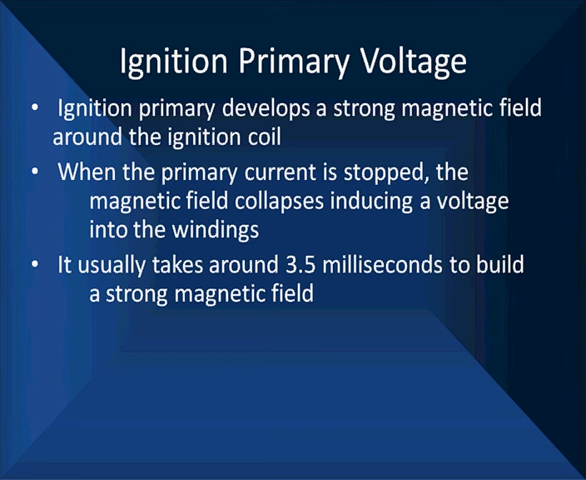 Ignition Primary Voltage
• Ignition primary develops a strong magnetic field
around the ignition coil
• When the primary current is stopped, the
magnetic field collapses inducing a voltage
into the windings
• It usually takes around 3.5 milliseconds to build
a strong magnetic field